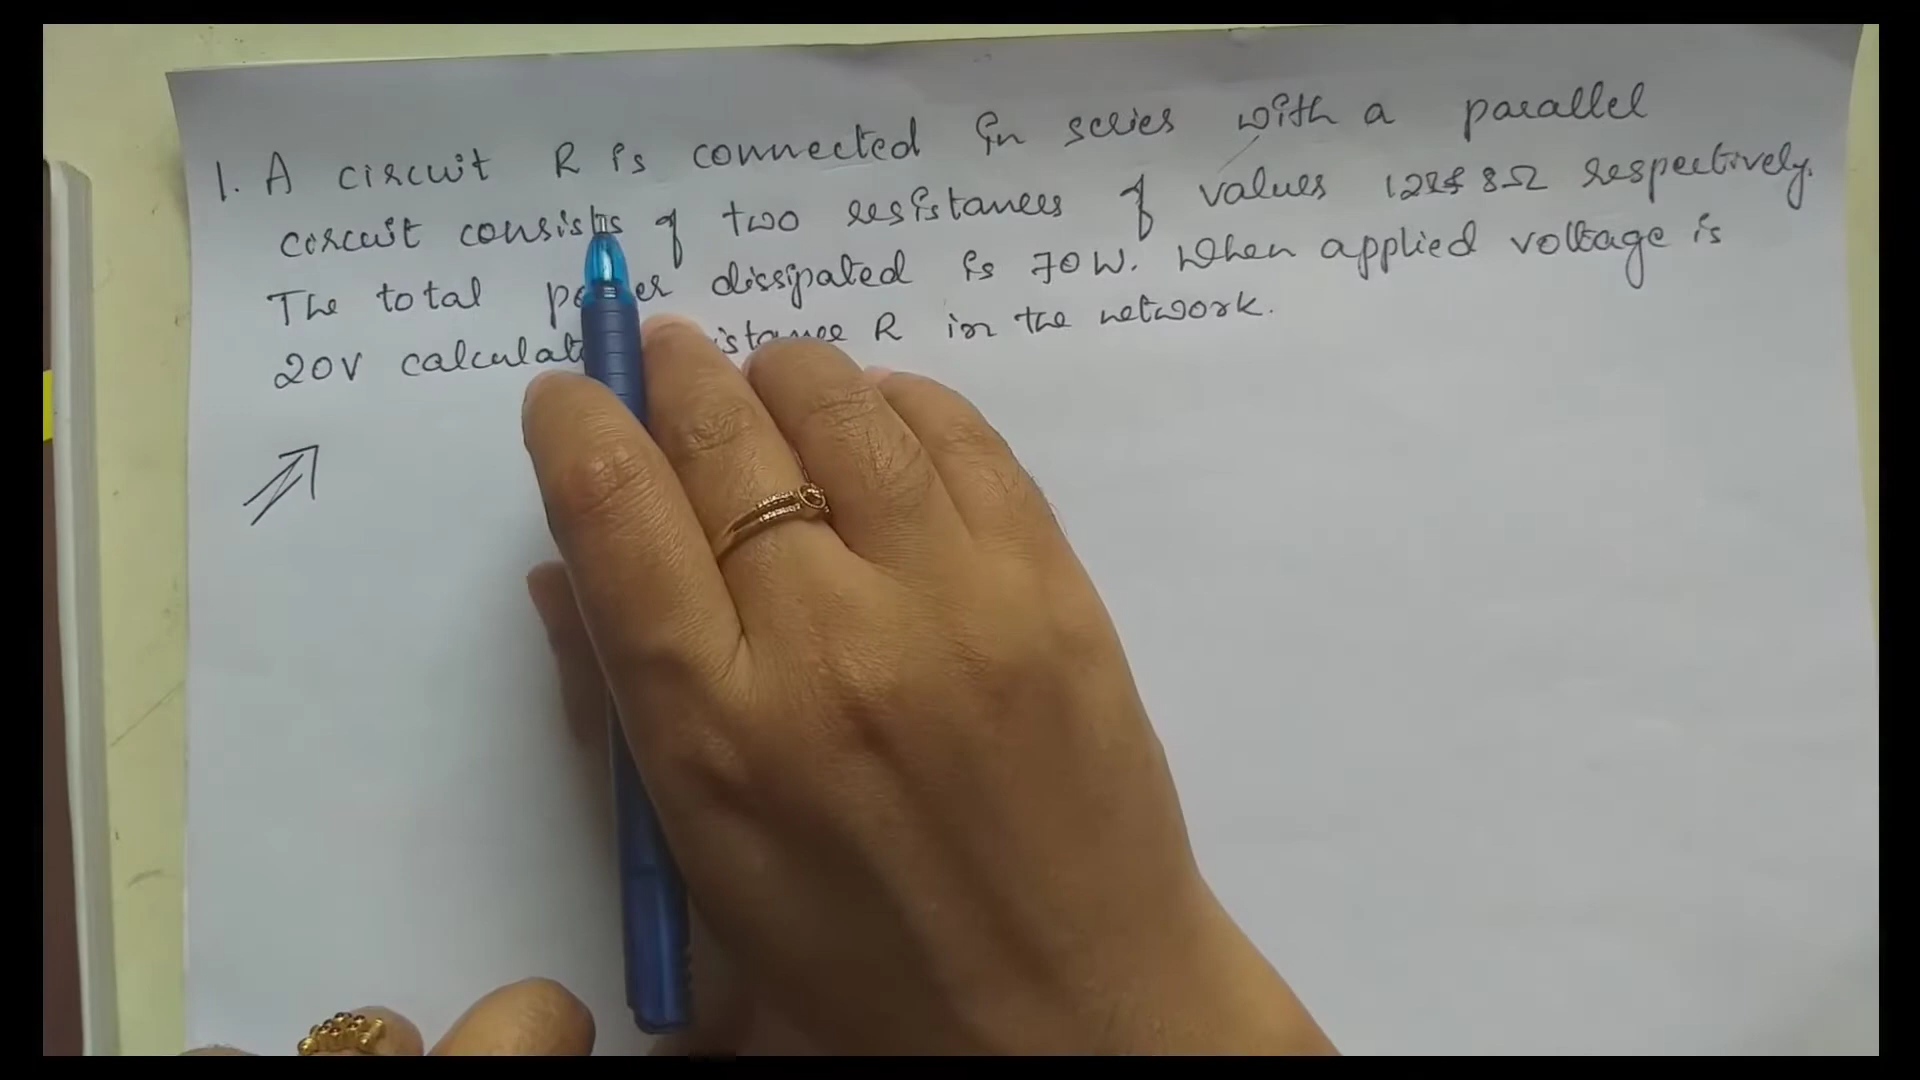 1. A circuit R is connected in series with a parallel
circuit consists of two resistances of values 12 & 8Ω respectively.
The total power dissipated is 70W. When applied voltage is
20V R in the network.